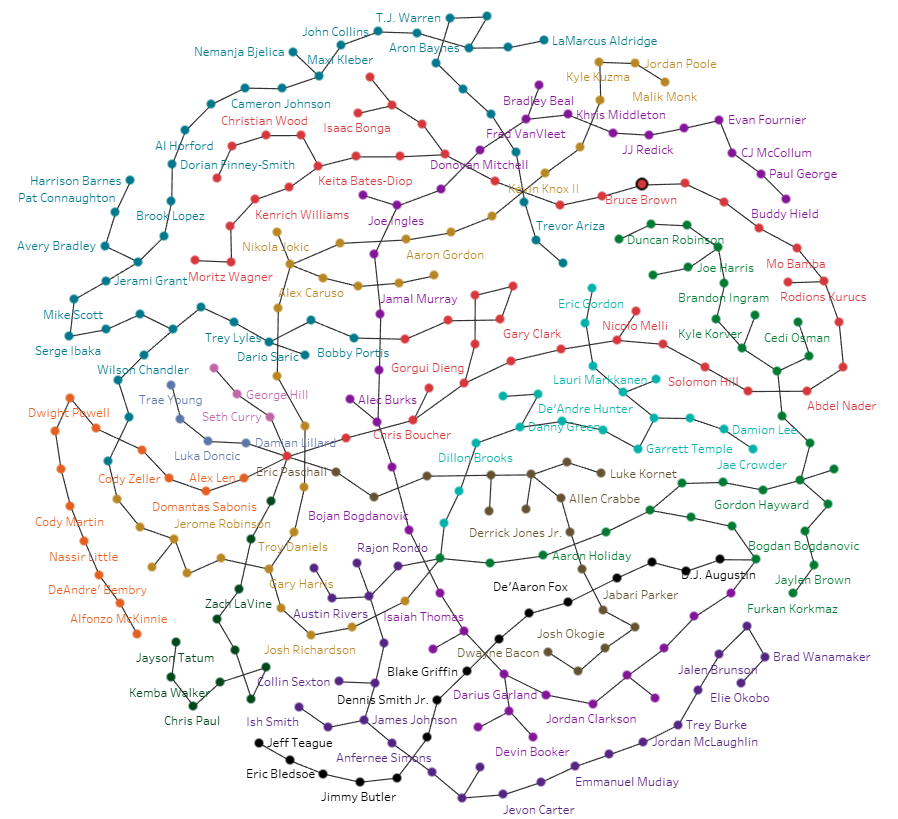 T.J. Warren
John Collins
LaMarcus Aldridge
Aron Baynes
Nemanja Bjelica
Maxi Kleber
Jordan Poole
Kyle Kuzma
Malik Monk
Cameron Johnson
Bradley Beal
Khris Middleton
Evan Fournier
Christian Wood
Isaac Bonga
Fred VanVleet
Al Horford
JJ Redick
CJ McCollum
Dorian Finney-Smith
Donovan Mitchell
Paul George
Harrison Barnes
Keita Bates-Diop
Kevin Knox II
Pat Connaughton
Bruce Brown
Brook Lopez
Kenrich Williams
Joe Ingles
Buddy Hield
Trevor Ariza
Duncan Robinson
Avery Bradley
Nikola Jokic
Aaron Gordon
Mo Bamba
Joe Harris
Moritz Wagner
Jerami Grant
Alex Caruso
Brandon Ingram
Rodions Kurucs
Jamal Murray
Eric Gordon
Mike Scott
Nicolo Melli
Gary Clark
Kyle Korver
Cedi Osman
Trey Lyles
Serge Ibaka
Dario Saric
Bobby Portis
Wilson Chandler
Gorgui Dieng
Lauri Markkanen
Solomon Hill
George Hill
Trae Young
Alec Burks
Abdel Nader
Dwight Powell
Seth Curry
De'Andre Hunter
Danny Green
Damion Lee
Chris Boucher
Damian Lillard
Luka Doncic
Garrett Temple
Dillon Brooks
Jae Crowder
Eric Paschall
Luke Kornet
Cody Zeller
Alex Len
Allen Crabbe
Gordon Hayward
Domantas Sabonis
Bojan Bogdanovic
Cody Martin
Jerome Robinson
Derrick Jones Jr.
Troy Daniels
Rajon Rondo
Bogdan Bogdanovic
Nassir Little
Aaron Holiday
D.J. Augustin
Jaylen Brown
Gary Harris
De'Aaron Fox
DeAndre' Bembry
Jabari Parker
Zach LaVine
Furkan Korkmaz
Austin Rivers
Isaiah Thomas
Alfonzo McKinnie
Josh Okogie
Josh Richardson
Dwayne Bacon
Jayson Tatum
Brad Wanamaker
Blake Griffin
Jalen Brunson
Collin Sexton
Kemba Walker
Darius Garland
Dennis Smith Jr.
Elie Okobo
Chris Paul
Ish Smith
James Johnson
Jordan Clarkson
Trey Burke
Jeff Teague
Jordan McLaughlin
Devin Booker
Anfernee Simons
Eric Bledsoe
Emmanuel Mudiay
Jimmy Butler
Jevon Carter